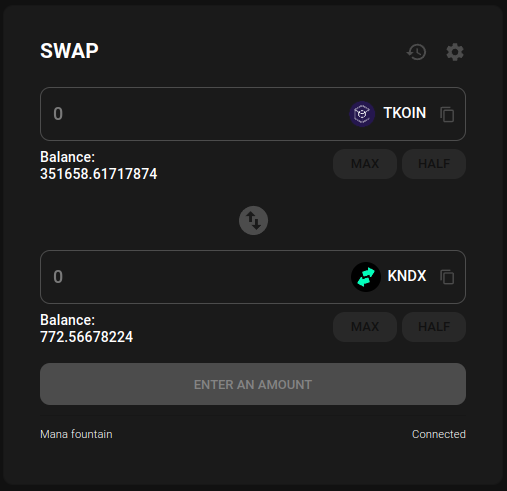 SWAP
0 TKOIN
Balance: MAX HALF
351658.61717874
0 KNDX
Balance: MAX HALF
772.56678224
ENTER AN AMOUNT
Mana fountain Connected